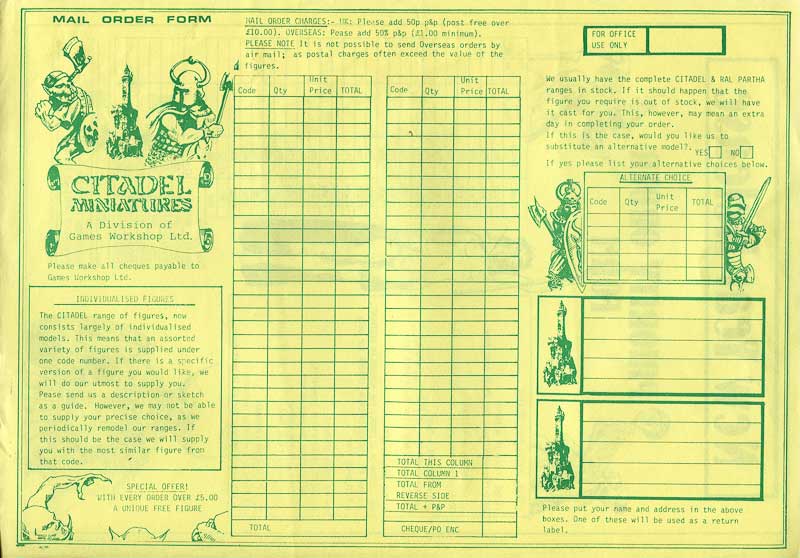 MAIL ORDER FORM
MAIL ORDER CHARGES:- UK: Please add 50p p&p (post free over
£10.00). OVERSEAS: Pease add 50% p&p (£1.00 minimum).
PLEASE NOTE It is not possible to send Overseas orders by
air mail; as postal charges often exceed the value of the
figures.
FOR OFFICE
USE ONLY
CITADEL
MINIATURES
A Division of
Games Workshop Ltd.
Please make all cheques payable to
Games Workshop Ltd.
INDIVIDUALISED FIGURES
The CITADEL range of figures, now
consists largely of individualised
models. This means that an assorted
variety of figures is supplied under
one code number. If there is a specific
version of a figure you would like, we
will do our utmost to supply you.
Pease send us a description or sketch
as a guide. However, we may not be able
to supply your precise choice, as we
periodically remodel our ranges. If
this should be the case we will supply
you with the most similar figure from
that code.
SPECIAL OFFER!
WITH EVERY ORDER OVER £5.00
A UNIQUE FREE FIGURE
Code Qty Unit Price TOTAL
TOTAL
Code Qty Unit Price TOTAL
TOTAL THIS COLUMN
TOTAL COLUMN 1
TOTAL FROM
REVERSE SIDE
TOTAL + P&P
CHEQUE/PO ENC
We usually have the complete CITADEL & RAL PARTHA
ranges in stock. If it should happen that the
figure you require is out of stock, we will have
it cast for you. This, however, may mean an extra
day in completing your order.
If this is the case, would you like us to
substitute an alternative model?. YES NO
If yes please list your alternative choices below.
ALTERNATE CHOICE
Code Qty Unit Price TOTAL
Please put your name and address in the above
boxes. One of these will be used as a return
label.